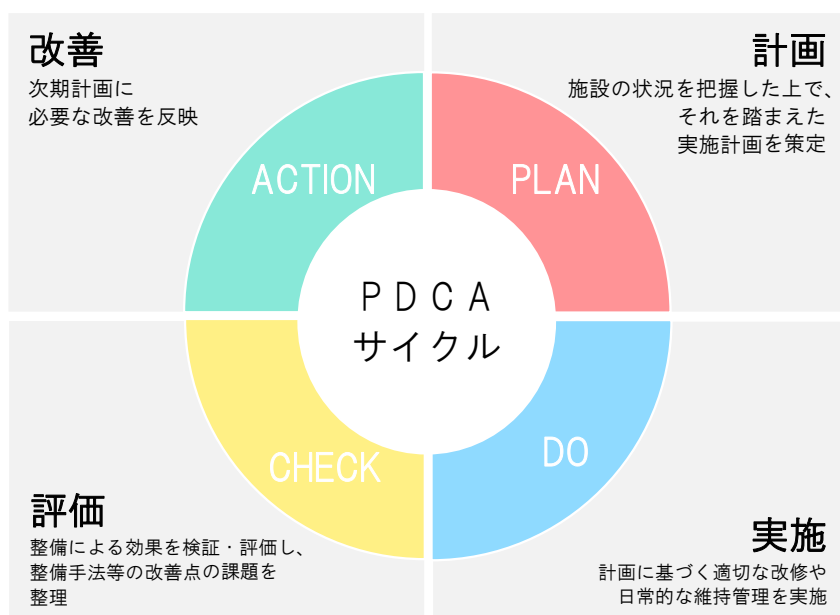 改善
次期計画に
必要な改善を反映
計画
施設の状況を把握した上で、
それを踏まえた
実施計画を策定
ACTION
PLAN
PDCA
サイクル
CHECK
DO
評価
整備による効果を検証・評価し、
整備手法等の改善点の課題を
整理
実施
計画に基づく適切な改修や
日常的な維持管理を実施